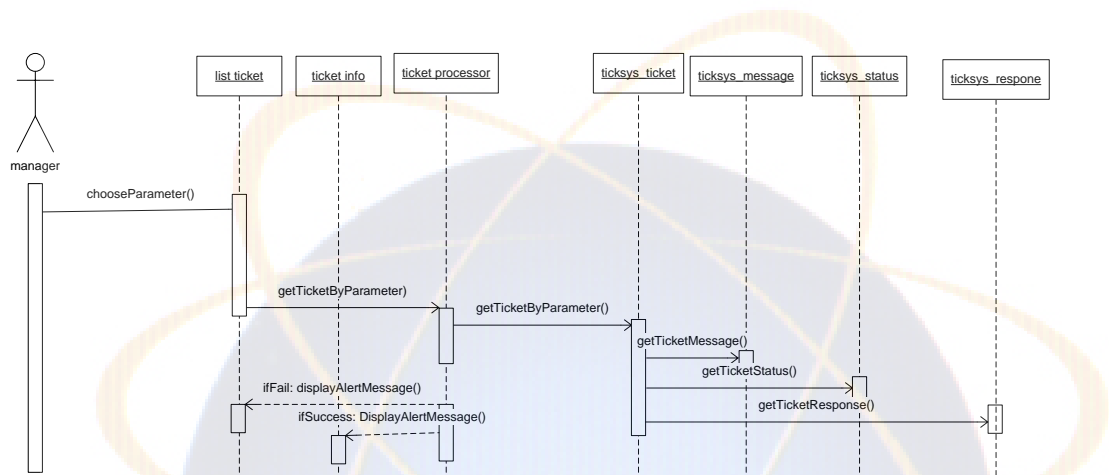 list ticket
ticket info
ticket processor
ticksys_ticket
ticksys_message
ticksys_status
ticksys_respone
manager
chooseParameter()
getTicketByParameter)
getTicketByParameter()
getTicketMessage()
getTicketStatus()
getTicketResponse()
ifFail: displayAlertMessage()
ifSuccess: DisplayAlertMessage()